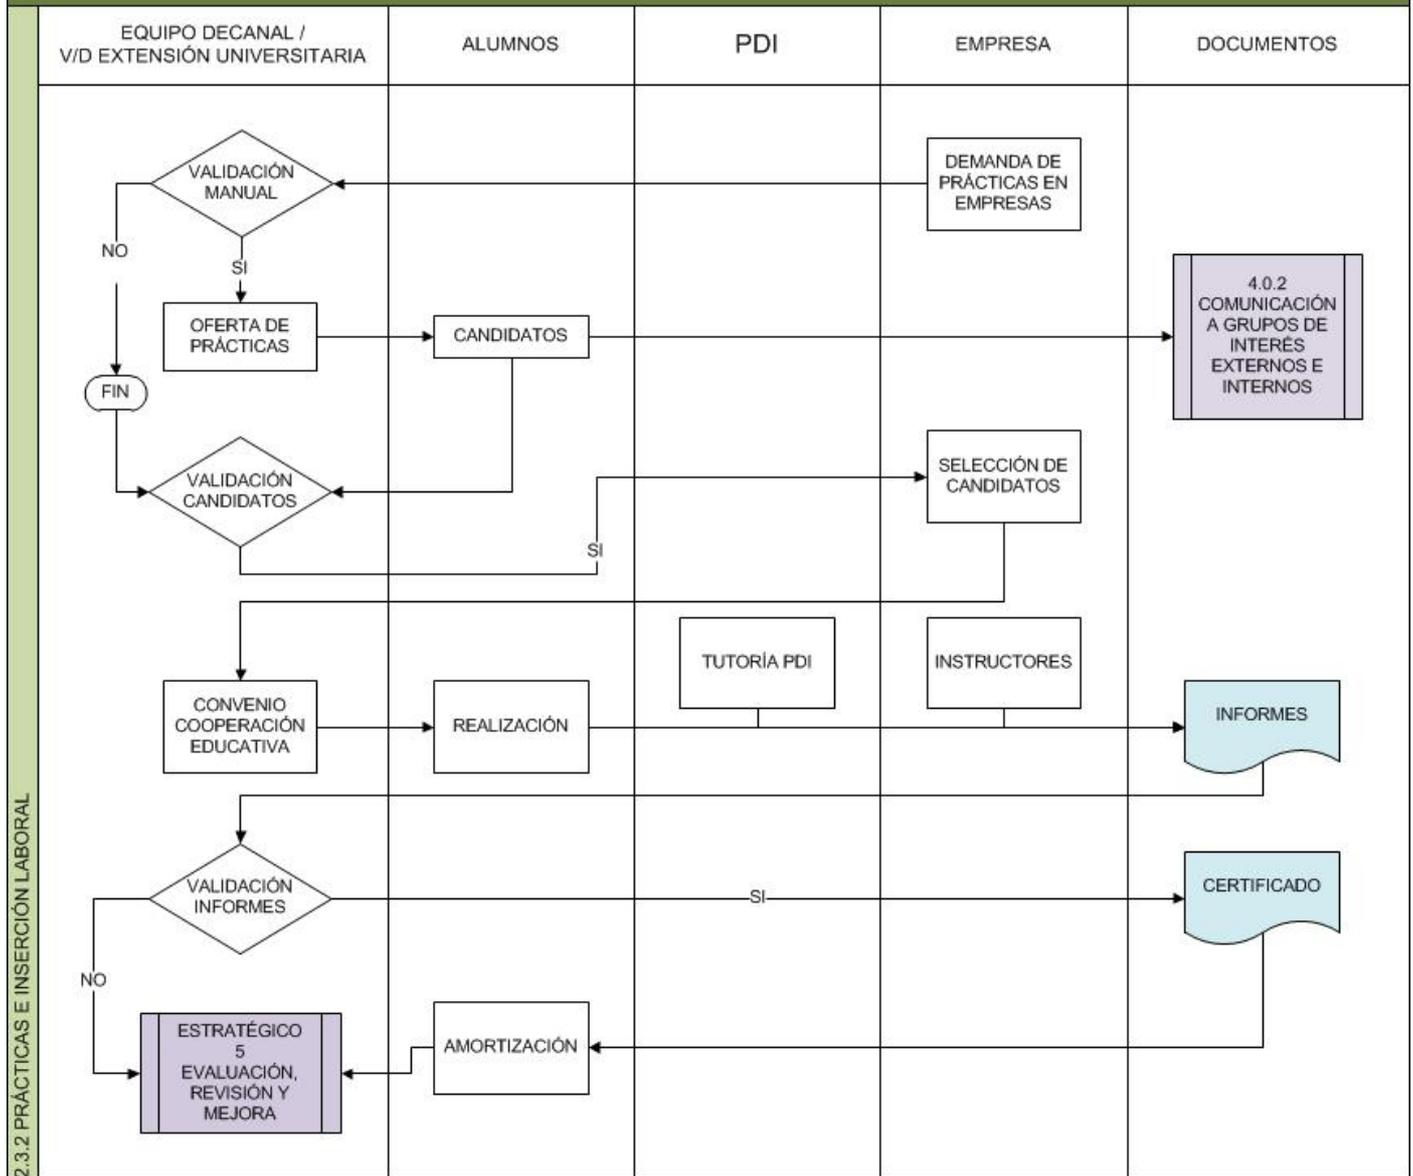 EQUIPO DECANAL /
V/D EXTENSIÓN UNIVERSITARIA
ALUMNOS
PDI
EMPRESA
DOCUMENTOS
VALIDACIÓN
MANUAL
DEMANDA DE
PRÁCTICAS EN
EMPRESAS
NO
SI
OFERTA DE
PRÁCTICAS
CANDIDATOS
4.0.2
COMUNICACIÓN
A GRUPOS DE
INTERÉS
EXTERNOS E
INTERNOS
FIN
VALIDACIÓN
CANDIDATOS
SELECCIÓN DE
CANDIDATOS
SI
TUTORÍA PDI
INSTRUCTORES
CONVENIO
COOPERACIÓN
EDUCATIVA
REALIZACIÓN
INFORMES
VALIDACIÓN
INFORMES
SI
CERTIFICADO
NO
ESTRATÉGICO
5
EVALUACIÓN,
REVISIÓN Y
MEJORA
AMORTIZACIÓN
2.3.2 PRÁCTICAS E INSERCIÓN LABORAL